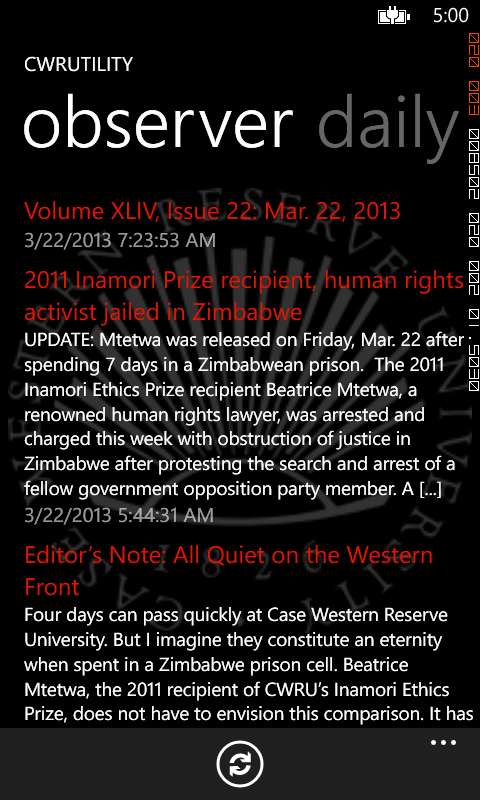 5:00
CWRUTILITY
observer daily
Volume XLIV, Issue 22: Mar. 22, 2013
3/22/2013 7:23:53 AM
2011 Inamori Prize recipient, human rights
activist jailed in Zimbabwe
UPDATE: Mtetwa was released on Friday, Mar. 22 after
spending 7 days in a Zimbabwean prison.  The 2011
Inamori Ethics Prize recipient Beatrice Mtetwa, a
renowned human rights lawyer, was arrested and
charged this week with obstruction of justice in
Zimbabwe after protesting the search and arrest of a
fellow government opposition party member. A [...]
3/22/2013 5:44:31 AM
Editor's Note: All Quiet on the Western
Front
Four days can pass quickly at Case Western Reserve
University. But I imagine they constitute an eternity
when spent in a Zimbabwe prison cell. Beatrice
Mtetwa, the 2011 recipient of CWRU's Inamori Ethics
Prize, does not have to envision this comparison. It has
CASE WESTERN RESERVE UNIVERSITY
1826